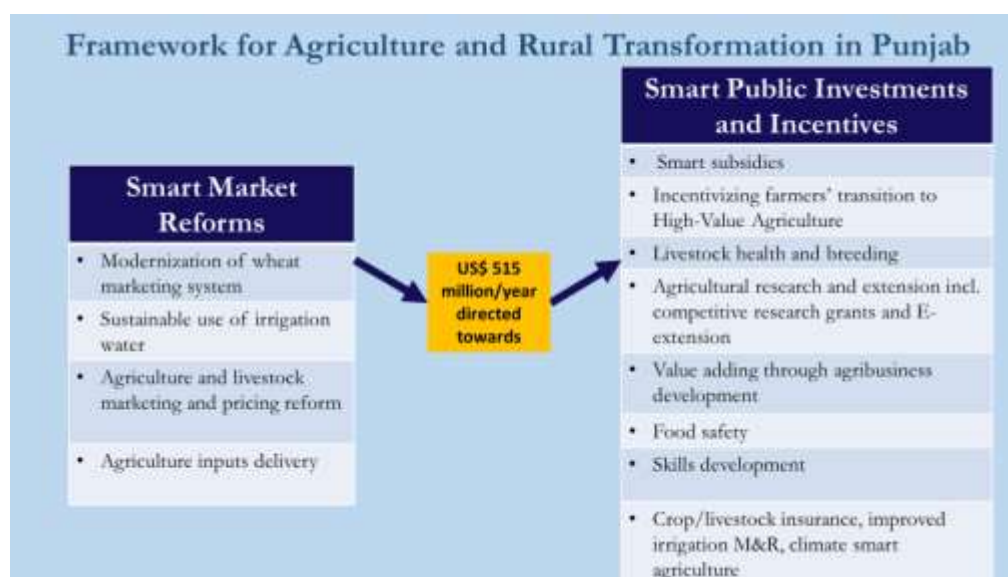 Framework for Agriculture and Rural Transformation in Punjab
Smart Market
Reforms
• Modernization of wheat
marketing system
• Sustainable use of irrigation
water
• Agriculture and livestock
marketing and pricing reform
• Agriculture inputs delivery
US$ 515
million/year
directed
towards
Smart Public Investments
and Incentives
• Smart subsidies
• Incentivizing farmers' transition to
High-Value Agriculture
• Livestock health and breeding
• Agricultural research and extension incl.
competitive research grants and E-
extension
• Value adding through agribusiness
development
• Food safety
• Skills development
• Crop/livestock insurance, improved
irrigation M&R, climate smart
agriculture